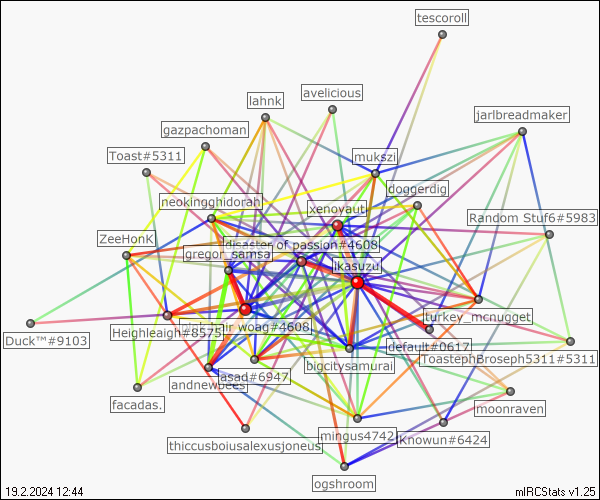 tescoroll
avelicious
lahnk
jarlbreadmaker
gazpachoman
Toast#5311
mukszi
doggerdig
neokingghidorah
xenoyaut
Random Stuf6#5983
ZeeHonK
disaster of passion#4608
gregor_samsa
ikasuzu
woag#4608
turkey_mcnugget
Heighleaigh#8575
Duck™#9103
default#0617
ToastephBroseph5311#5311
bigcitysamurai
asad#6947
andnewbees
facadas.
moonraven
mingus4742
Knowun#6424
thiccusboiusalexusjoneus
ogshroom
19.2.2024 12:44
mIRCStats v1.25